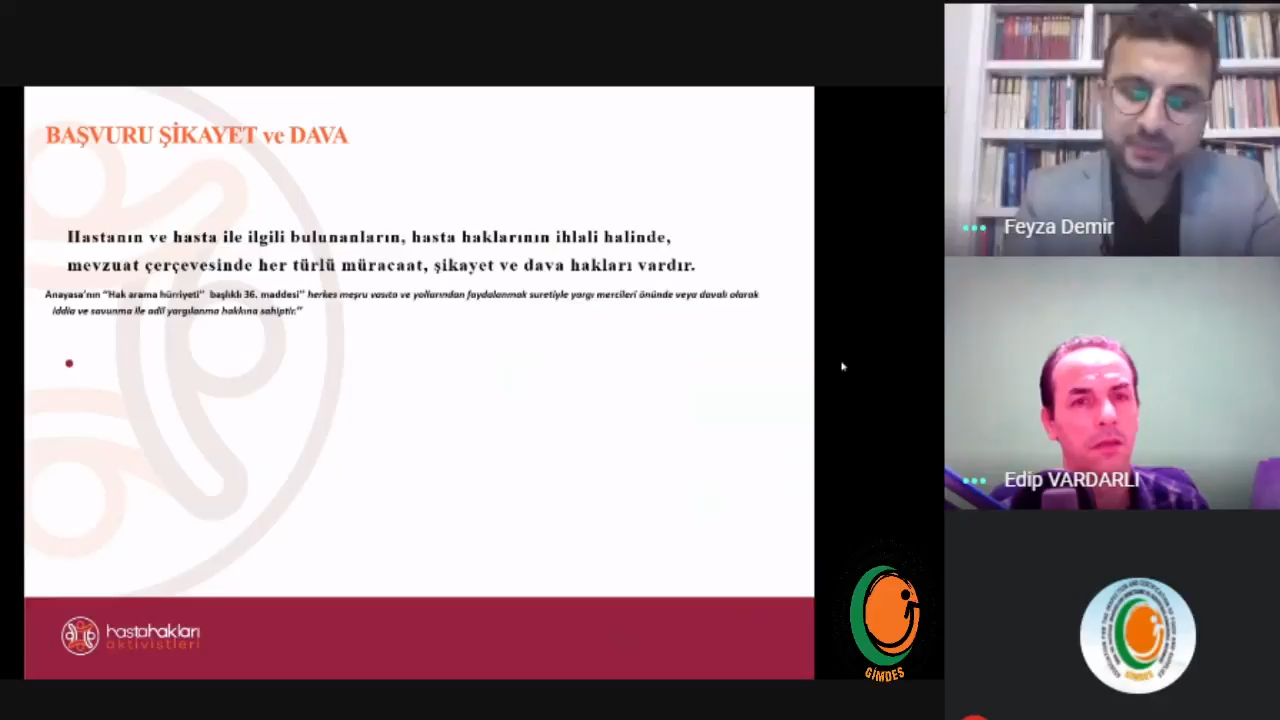 BAŞVURU ŞİKAYET ve DAVA
Hastanın ve hasta ile ilgili bulunanların, hasta haklarının ihlali halinde,
mevzuat çerçevesinde her türlü müracaat, şikayet ve dava hakları vardır.
Anayasa'nın “Hak arama hürriyeti” başlıklı 36. maddesi” herkes meşru vasıta ve yollarından faydalanmak suretiyle yargı mercileri önünde veya davalı olarak
iddia ve savunma ile adil yargılanma hakkına sahiptir.”
hastahakları
aktivistleri
GİMDES
Feyza Demir
Edip VARDARLI
GİMDES